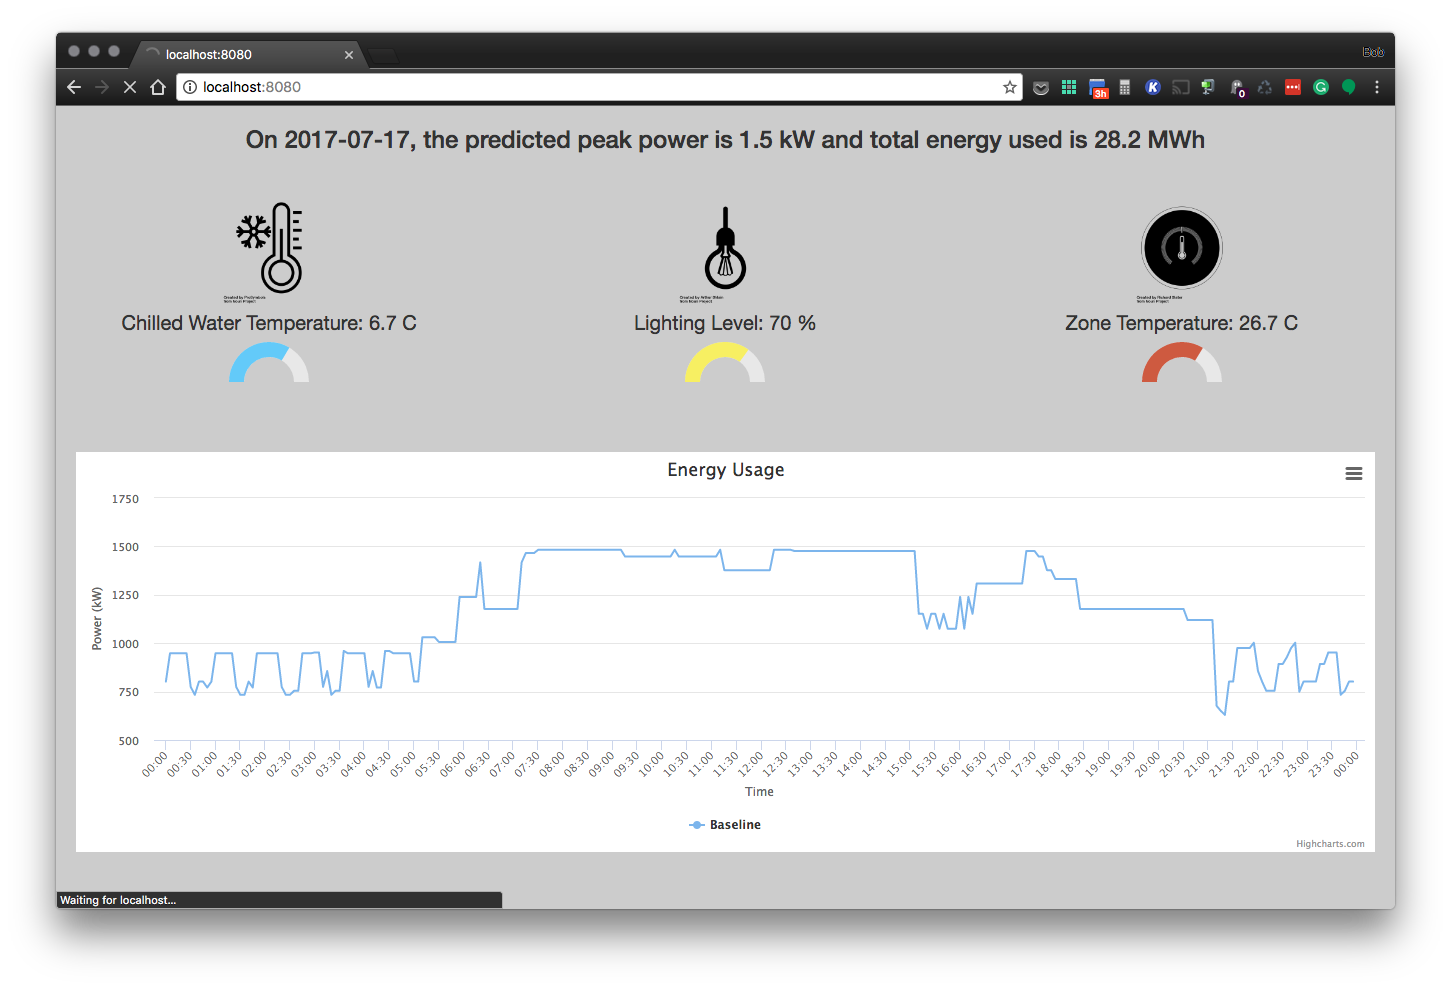 localhost:8080
Bob
localhost:8080
3h
K
0
G
On 2017-07-17, the predicted peak power is 1.5 kW and total energy used is 28.2 MWh
Chilled Water Temperature: 6.7 C
Lighting Level: 70 %
Zone Temperature: 26.7 C
Energy Usage
1750
1500
1250
1000
750
500
Power (kW)
00:00 00:30 01:00 01:30 02:00 02:30 03:00 03:30 04:00 04:30 05:00 05:30 06:00 06:30 07:00 07:30 08:00 08:30 09:00 09:30 10:00 10:30 11:00 11:30 12:00 12:30 13:00 13:30 14:00 14:30 15:00 15:30 16:00 16:30 17:00 17:30 18:00 18:30 19:00 19:30 20:00 20:30 21:00 21:30 22:00 22:30 23:00 23:30 00:00
Time
Baseline
Highcharts.com
Waiting for localhost...